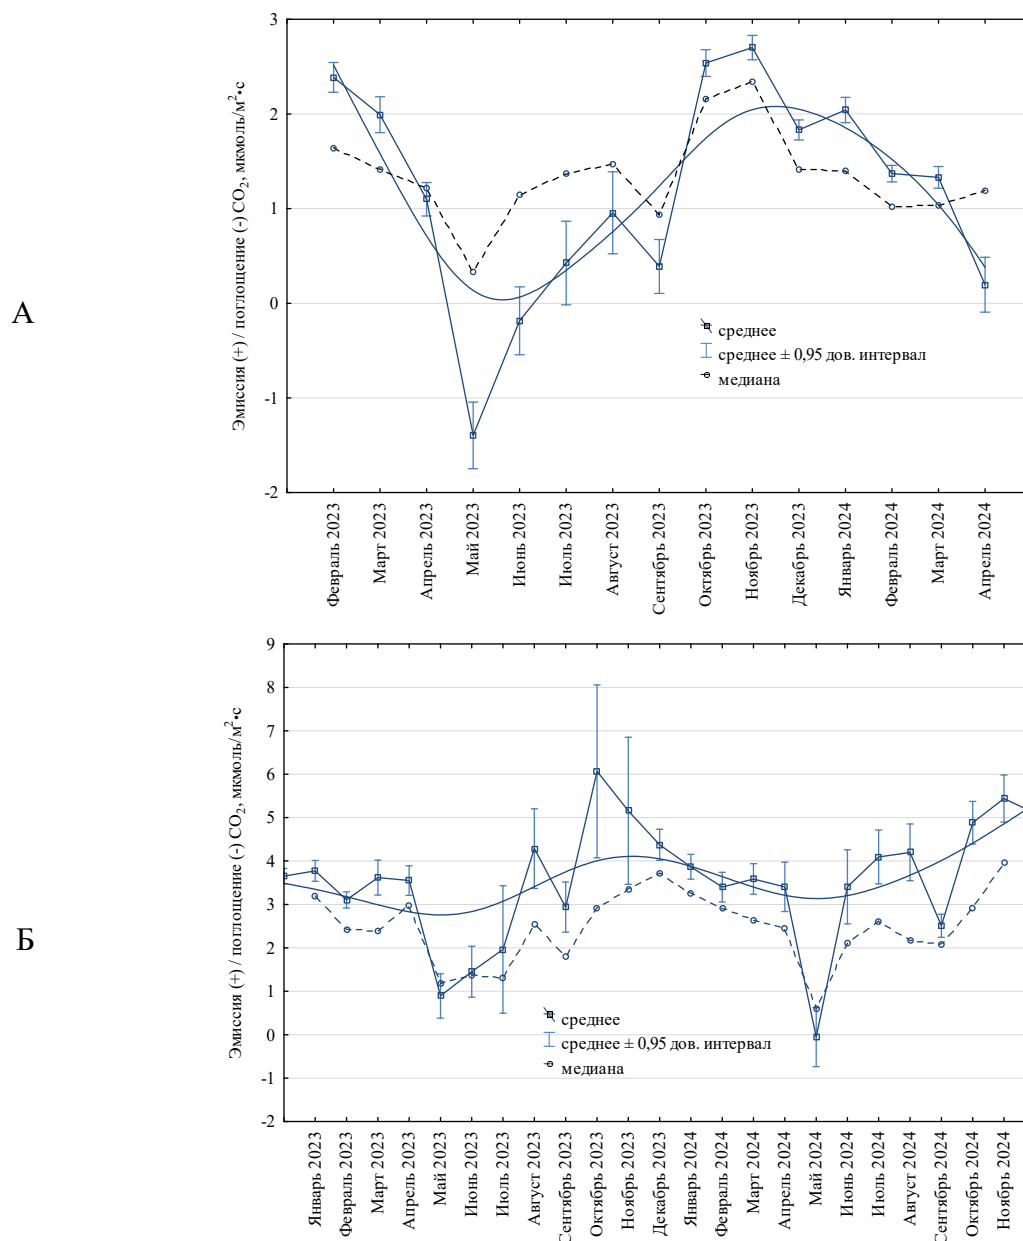 А
Эмиссия (+) / поглощение (-) CO₂, мкмоль/м²•с
3
2
1
0
-1
-2
среднее
среднее ± 0,95 дов. интервал
медиана
Февраль 2023
Март 2023
Апрель 2023
Май 2023
Июнь 2023
Июль 2023
Август 2023
Сентябрь 2023
Октябрь 2023
Ноябрь 2023
Декабрь 2023
Январь 2024
Февраль 2024
Март 2024
Апрель 2024
Б
Эмиссия (+) / поглощение (-) CO₂, мкмоль/м²•с
9
8
7
6
5
4
3
2
1
0
-1
-2
среднее
среднее ± 0,95 дов. интервал
медиана
Январь 2023
Февраль 2023
Март 2023
Апрель 2023
Май 2023
Июнь 2023
Июль 2023
Август 2023
Сентябрь 2023
Октябрь 2023
Ноябрь 2023
Декабрь 2023
Январь 2024
Февраль 2024
Март 2024
Апрель 2024
Май 2024
Июнь 2024
Июль 2024
Август 2024
Сентябрь 2024
Октябрь 2024
Ноябрь 2024